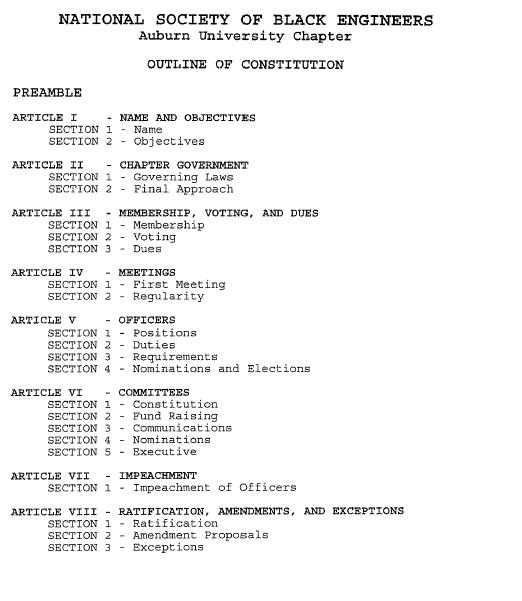 NATIONAL SOCIETY OF BLACK ENGINEERS
Auburn University Chapter
OUTLINE OF CONSTITUTION
PREAMBLE
ARTICLE I - NAME AND OBJECTIVES
SECTION 1 - Name
SECTION 2 - Objectives
ARTICLE II - CHAPTER GOVERNMENT
SECTION 1 - Governing Laws
SECTION 2 - Final Approach
ARTICLE III - MEMBERSHIP, VOTING, AND DUES
SECTION 1 - Membership
SECTION 2 - Voting
SECTION 3 - Dues
ARTICLE IV - MEETINGS
SECTION 1 - First Meeting
SECTION 2 - Regularity
ARTICLE V - OFFICERS
SECTION 1 - Positions
SECTION 2 - Duties
SECTION 3 - Requirements
SECTION 4 - Nominations and Elections
ARTICLE VI - COMMITTEES
SECTION 1 - Constitution
SECTION 2 - Fund Raising
SECTION 3 - Communications
SECTION 4 - Nominations
SECTION 5 - Executive
ARTICLE VII - IMPEACHMENT
SECTION 1 - Impeachment of Officers
ARTICLE VIII - RATIFICATION, AMENDMENTS, AND EXCEPTIONS
SECTION 1 - Ratification
SECTION 2 - Amendment Proposals
SECTION 3 - Exceptions